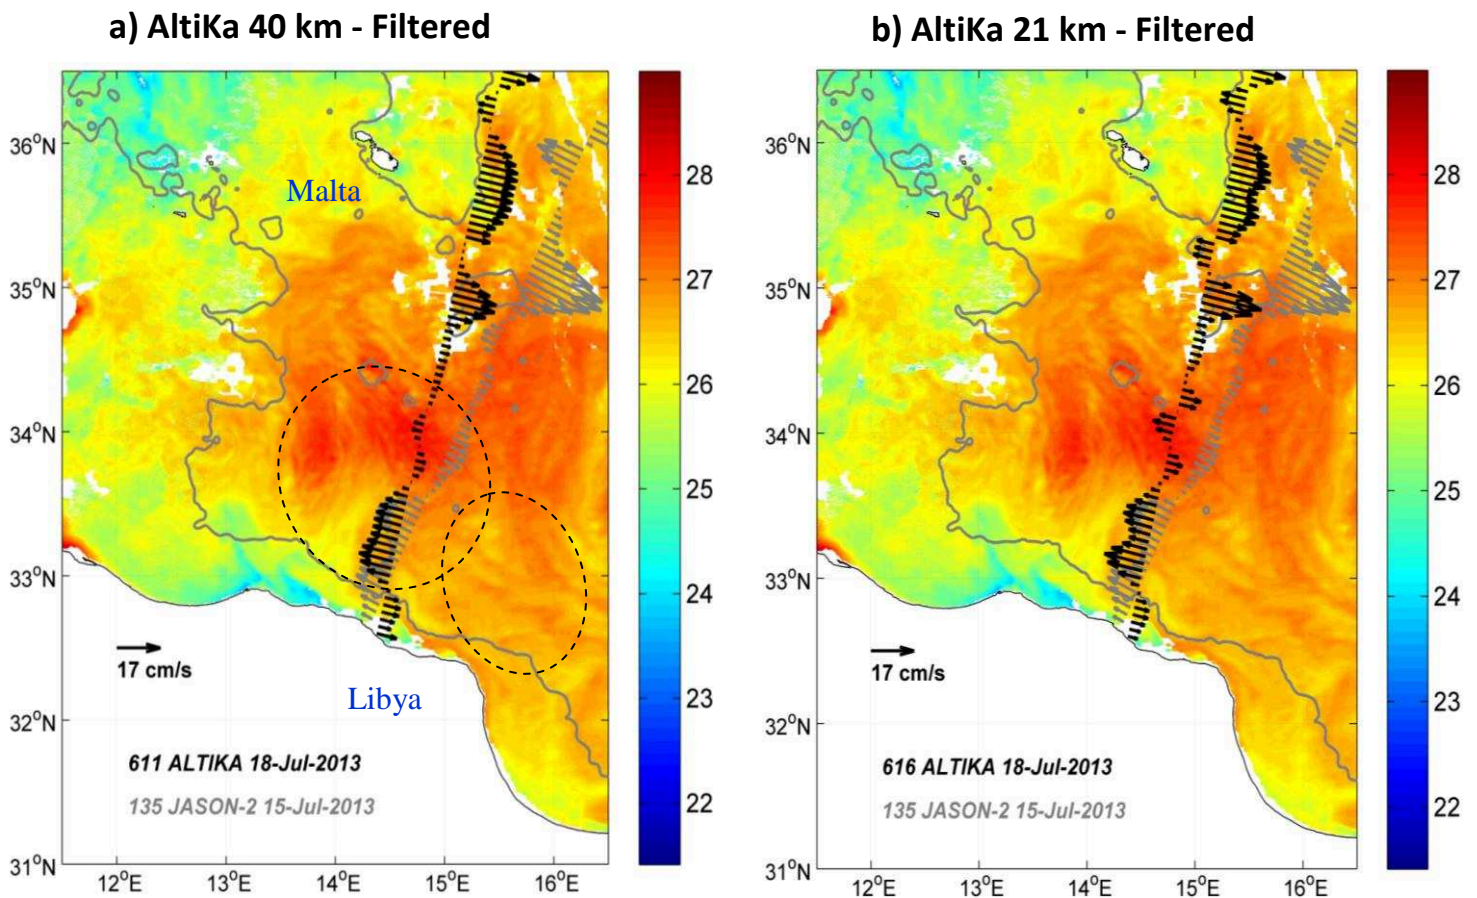 a) AltiKa 40 km - Filtered
b) AltiKa 21 km - Filtered
36°N
35°N
34°N
33°N
32°N
31°N
12°E
13°E
14°E
15°E
16°E
Malta
Libya
17 cm/s
611 ALTIKA 18-Jul-2013
135 JASON-2 15-Jul-2013
28
27
26
25
24
23
22
36°N
35°N
34°N
33°N
32°N
31°N
12°E
13°E
14°E
15°E
16°E
17 cm/s
616 ALTIKA 18-Jul-2013
135 JASON-2 15-Jul-2013
28
27
26
25
24
23
22